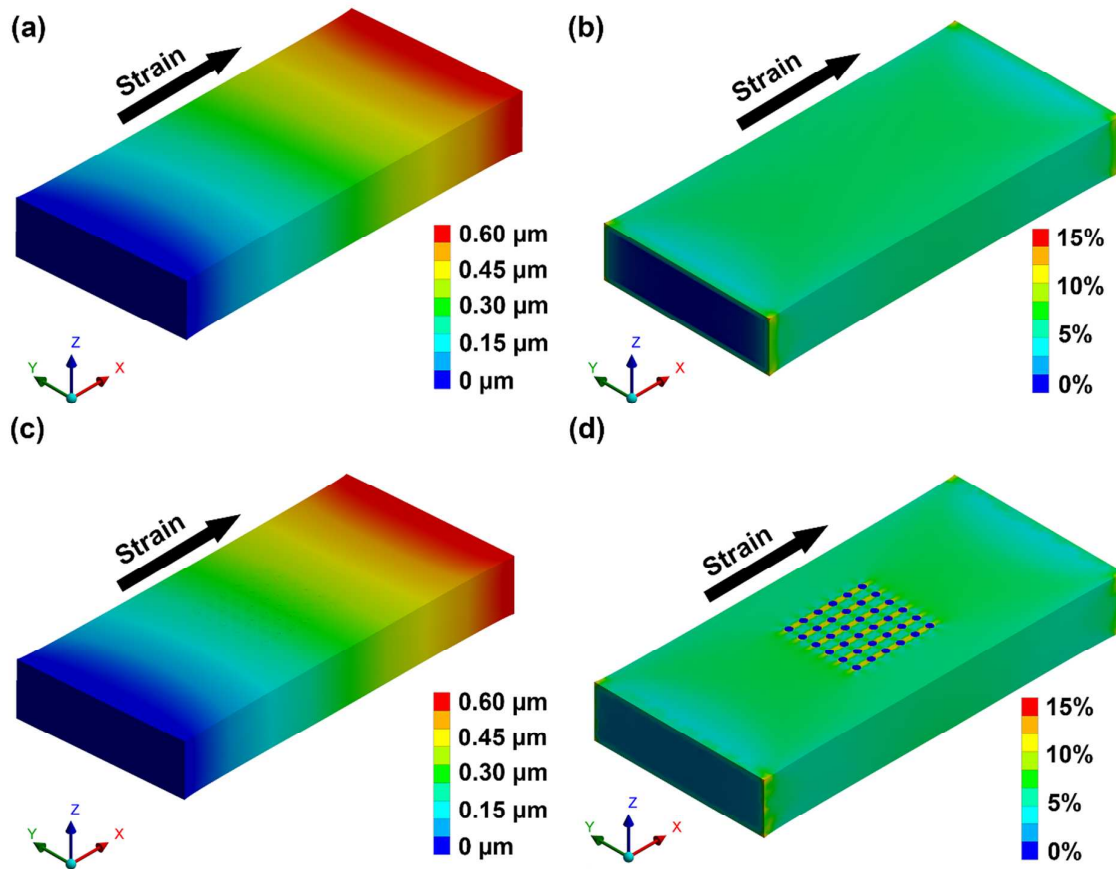 (a)
Strain
0.60 µm
0.45 µm
0.30 µm
0.15 µm
0 µm
Y
Z
X
(b)
Strain
15%
10%
5%
0%
Y
Z
X
(c)
Strain
0.60 µm
0.45 µm
0.30 µm
0.15 µm
0 µm
Y
Z
X
(d)
Strain
15%
10%
5%
0%
Y
Z
X